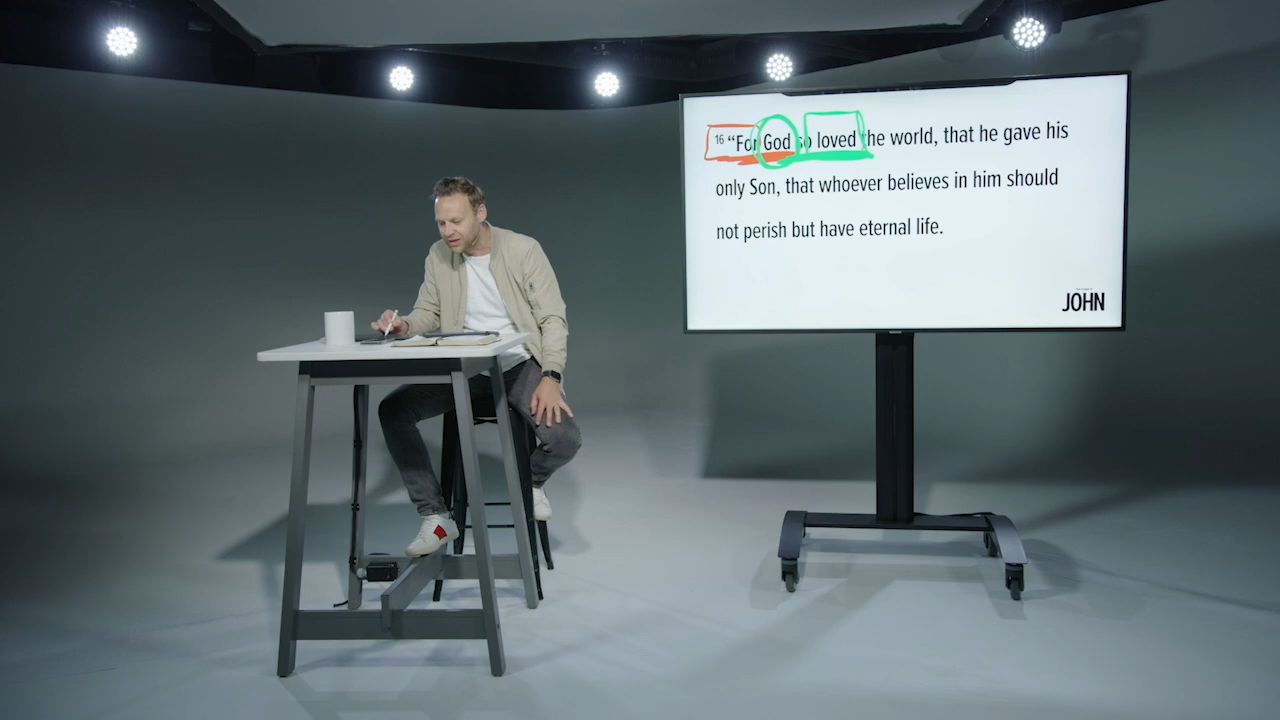 16 “For God so loved the world, that he gave his
only Son, that whoever believes in him should
not perish but have eternal life.
JOHN